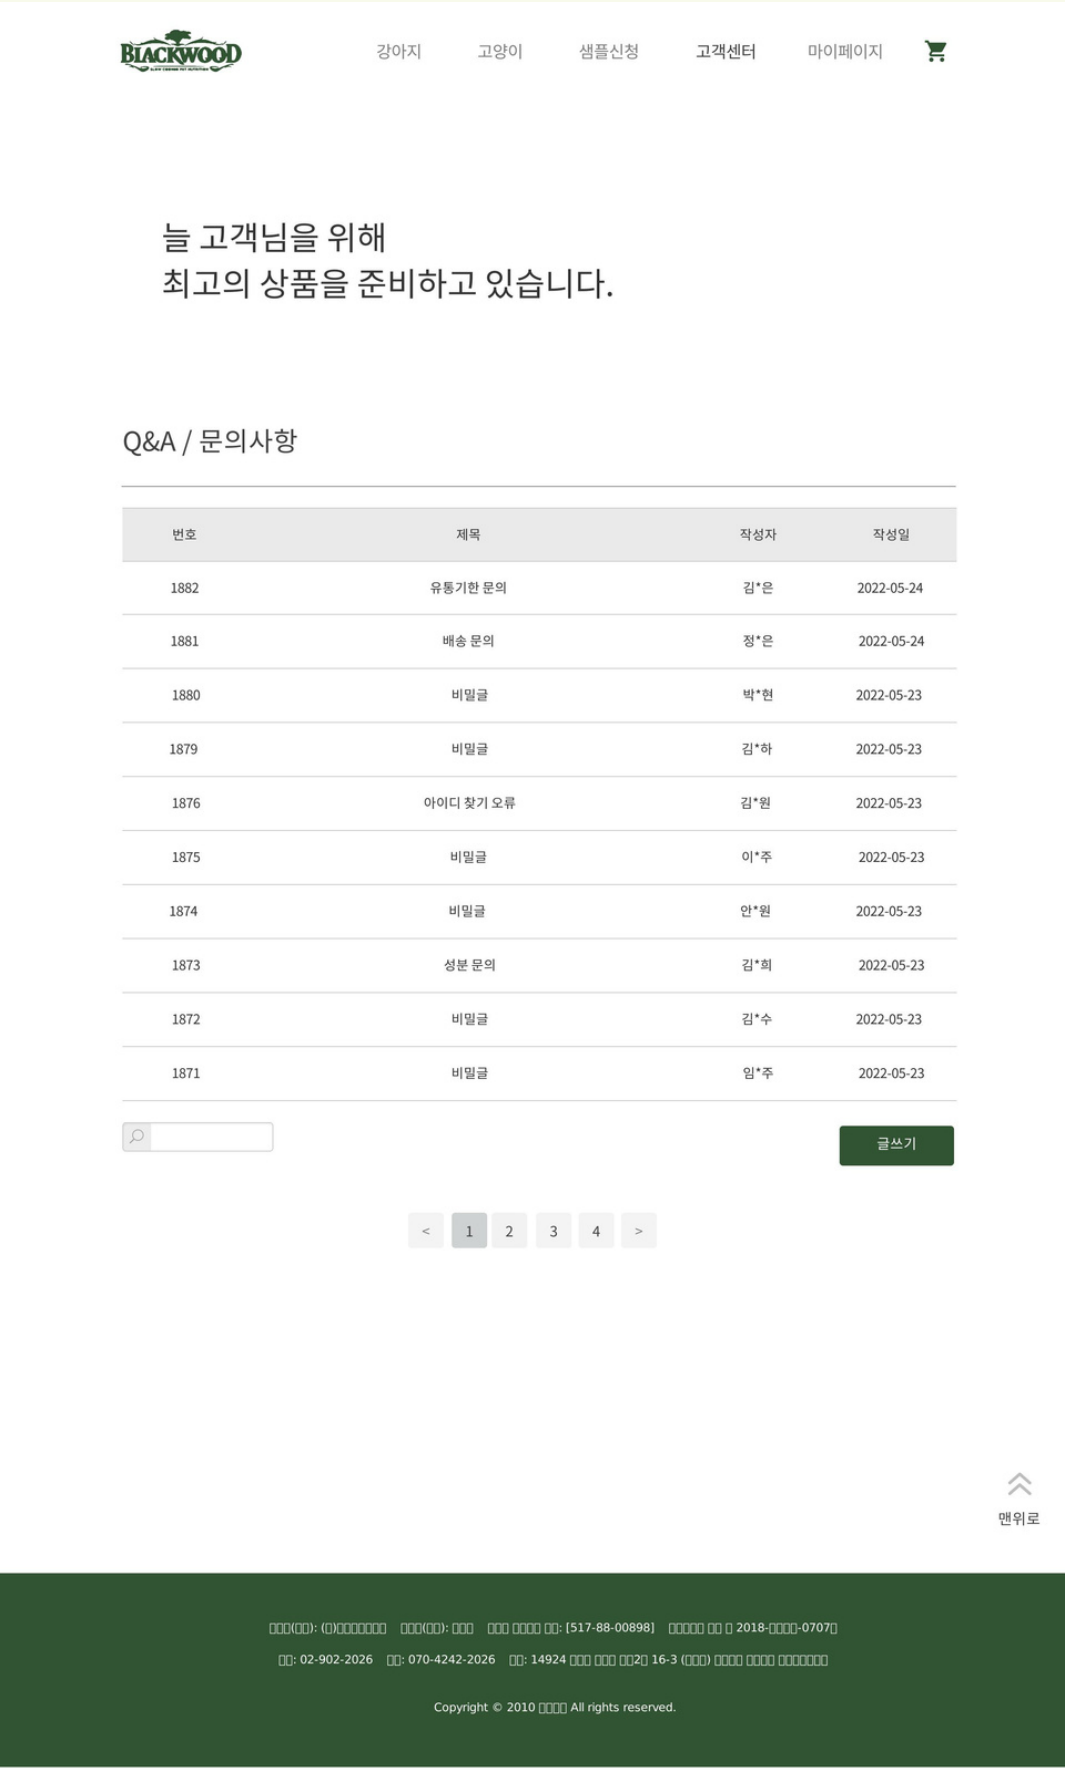 BLACKWOOD
강아지 고양이 샘플신청 고객센터 마이페이지
늘 고객님을 위해
최고의 상품을 준비하고 있습니다.
Q&A / 문의사항
번호 제목 작성자 작성일
1882 유통기한 문의 김*은 2022-05-24
1881 배송 문의 정*은 2022-05-24
1880 비밀글 박*현 2022-05-23
1879 비밀글 김*하 2022-05-23
1876 아이디 찾기 오류 김*원 2022-05-23
1875 비밀글 이*주 2022-05-23
1874 비밀글 안*원 2022-05-23
1873 성분 문의 김*희 2022-05-23
1872 비밀글 김*수 2022-05-23
1871 비밀글 임*주 2022-05-23
글쓰기
< 1 2 3 4 >
맨위로
[517-88-00898] 2018- -0707
: 02-902-2026 : 070-4242-2026 : 14924 2 16-3
Copyright © 2010 All rights reserved.